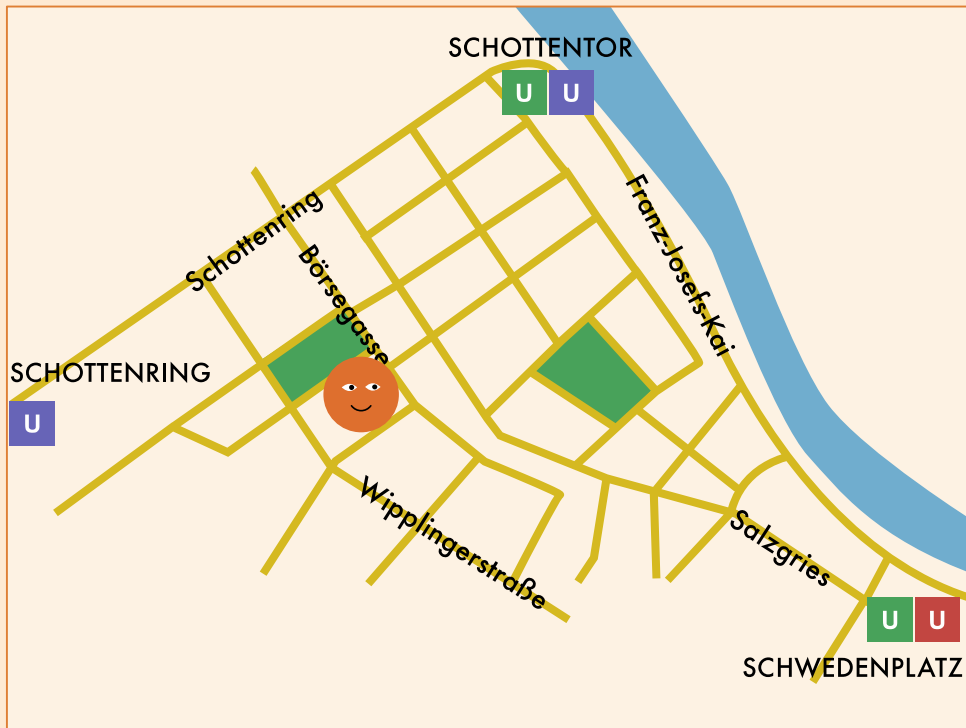 SCHOTTENTOR
U U
Franz-Josefs-Kai
Schottenring
Börsegasse
SCHOTTENRING
U
Wipplingerstraße
Salzgries
U U
SCHWEDENPLATZ